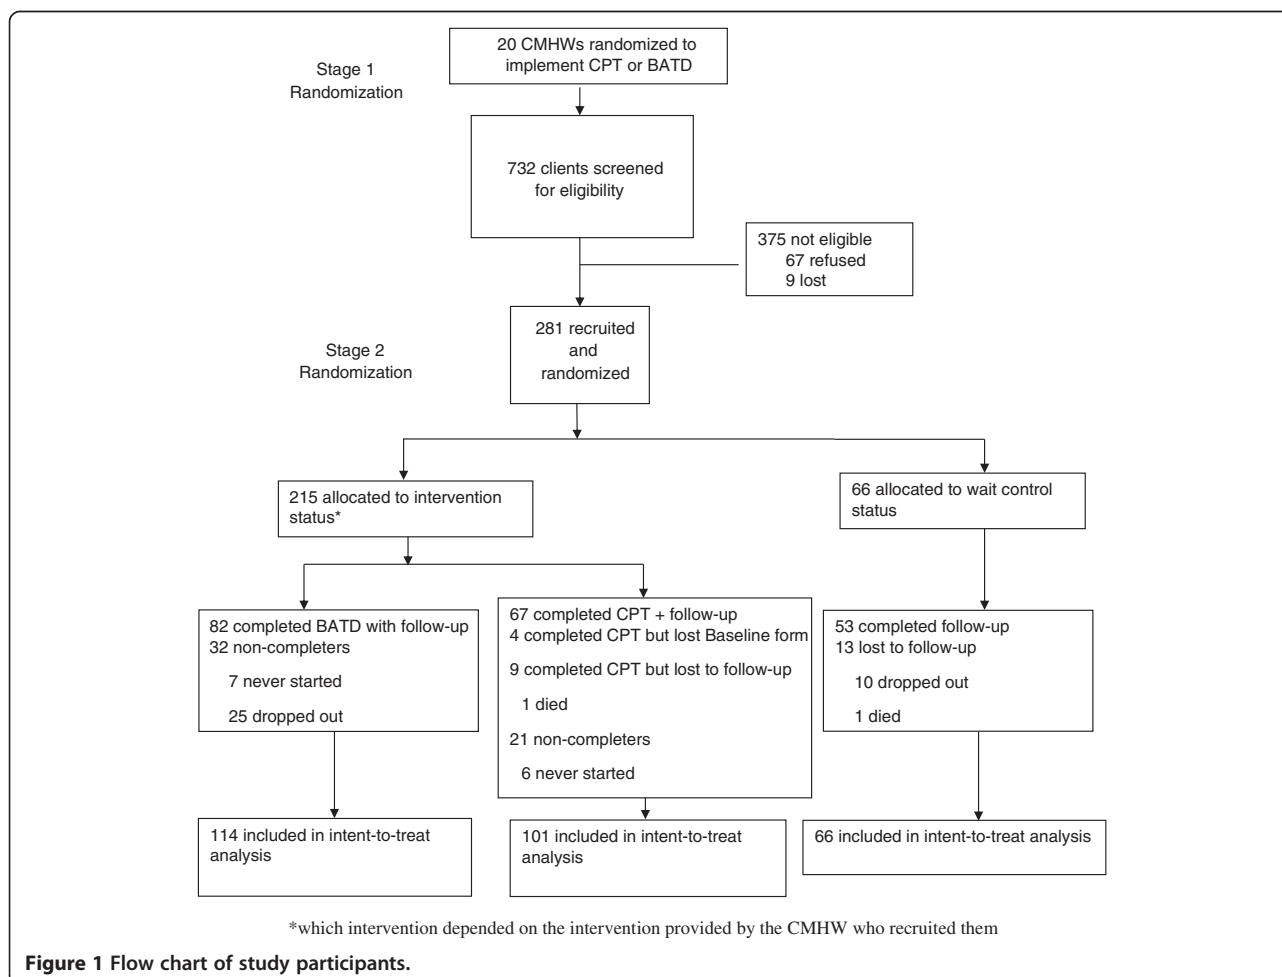 20 CMHWs randomized to
implement CPT or BATD
Stage 1
Randomization
732 clients screened
for eligibility
375 not eligible
67 refused
9 lost
281 recruited
and
randomized
Stage 2
Randomization
215 allocated to intervention
status*
66 allocated to wait control
status
82 completed BATD with follow-up
32 non-completers
7 never started
25 dropped out
67 completed CPT + follow-up
4 completed CPT but lost Baseline form
9 completed CPT but lost to follow-up
1 died
21 non-completers
6 never started
53 completed follow-up
13 lost to follow-up
10 dropped out
1 died
114 included in intent-to-treat
analysis
101 included in intent-to-treat
analysis
66 included in intent-to-treat analysis
*which intervention depended on the intervention provided by the CMHW who recruited them
Figure 1 Flow chart of study participants.